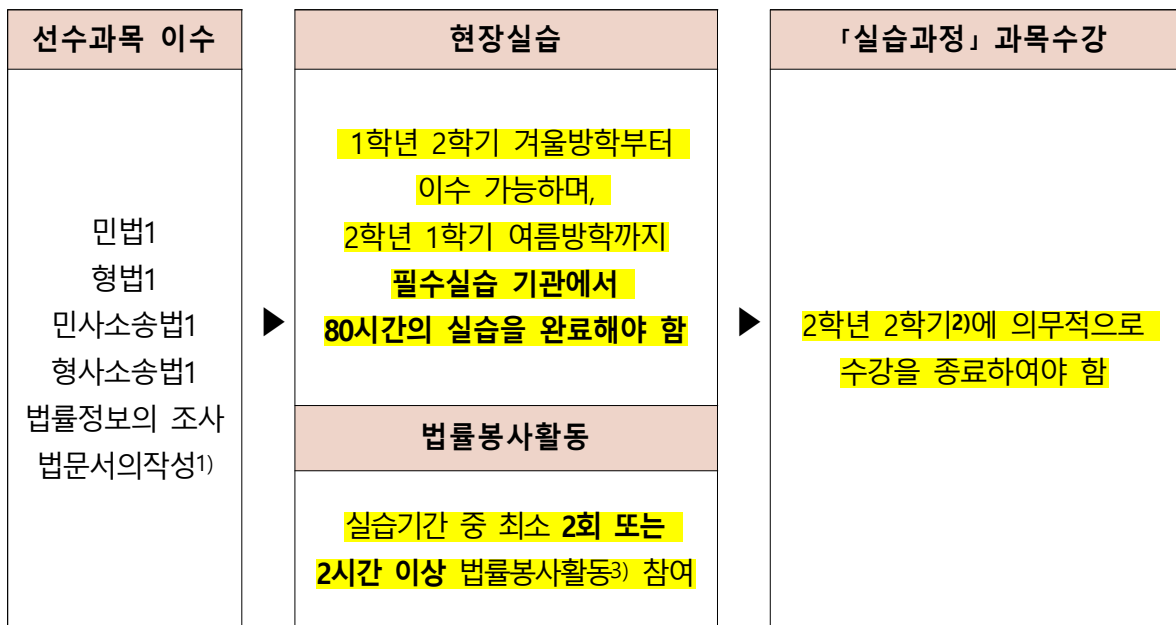 선수과목 이수
민법1
형법1
민사소송법1
형사소송법1
법률정보의 조사
법문서의작성1)
▶
현장실습
1학년 2학기 겨울방학부터
이수 가능하며,
2학년 1학기 여름방학까지
필수실습 기관에서
80시간의 실습을 완료해야 함
법률봉사활동
실습기간 중 최소 2회 또는
2시간 이상 법률봉사활동3) 참여
▶
「실습과정」 과목수강
2학년 2학기2)에 의무적으로
수강을 종료하여야 함